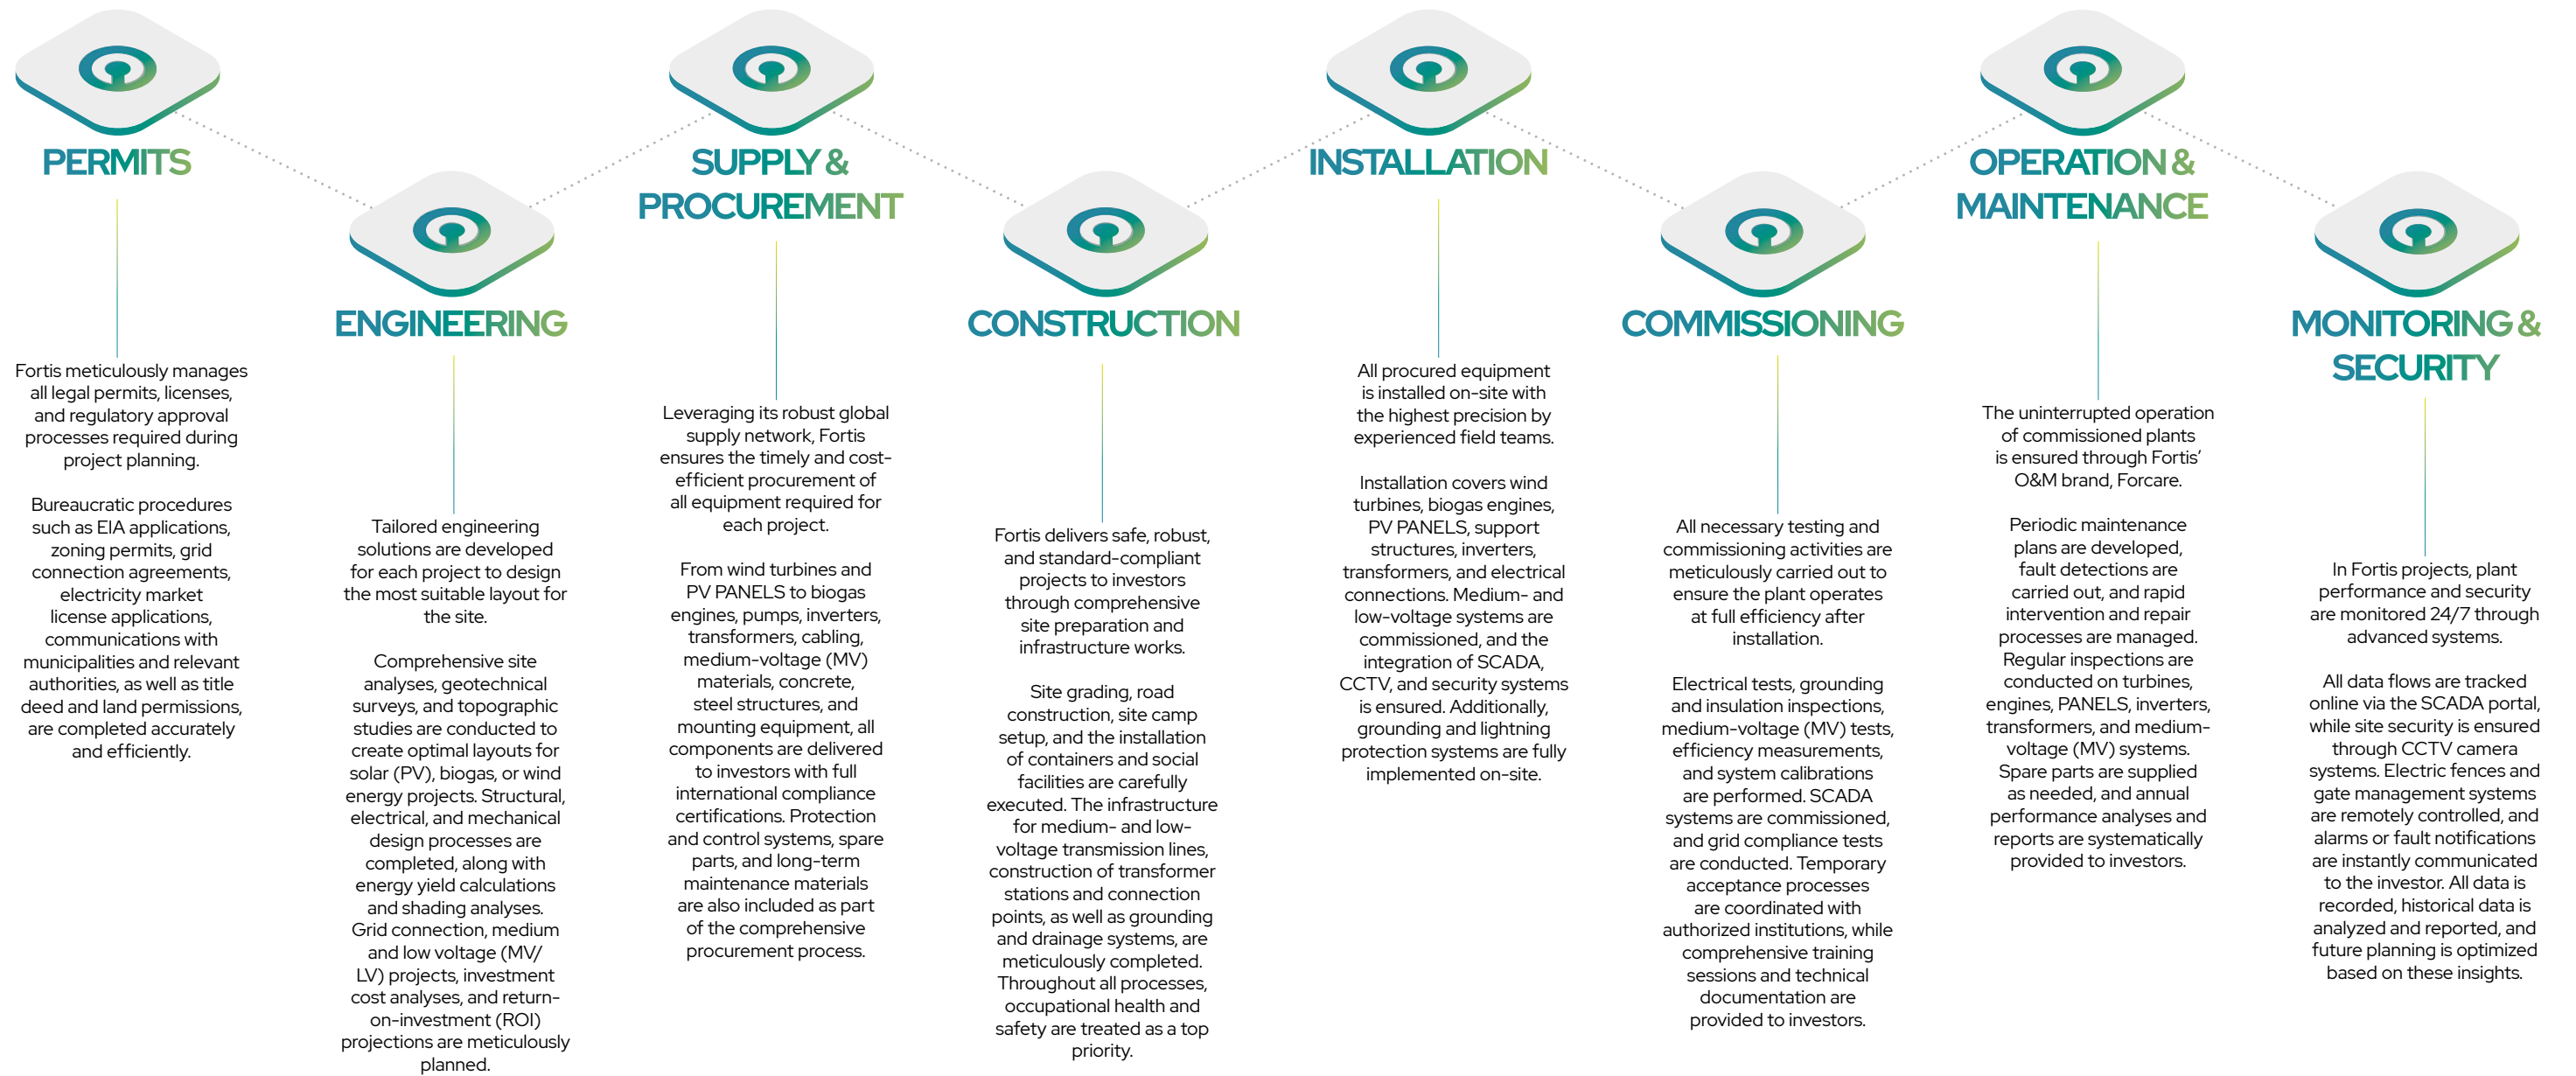 PERMITS
Fortis meticulously manages
all legal permits, licenses,
and regulatory approval
processes required during
project planning.
Bureaucratic procedures
such as EIA applications,
zoning permits, grid
connection agreements,
electricity market
license applications,
communications with
municipalities and relevant
authorities, as well as title
deed and land permissions,
are completed accurately
and efficiently.
ENGINEERING
Tailored engineering
solutions are developed
for each project to design
the most suitable layout for
the site.
Comprehensive site
analyses, geotechnical
surveys, and topographic
studies are conducted to
create optimal layouts for
solar (PV), biogas, or wind
energy projects. Structural,
electrical, and mechanical
design processes are
completed, along with
energy yield calculations
and shading analyses.
Grid connection, medium
and low voltage (MV/
LV) projects, investment
cost analyses, and return-
on-investment (ROI)
projections are meticulously
planned.
SUPPLY &
PROCUREMENT
Leveraging its robust global
supply network, Fortis
ensures the timely and cost-
efficient procurement of
all equipment required for
each project.
From wind turbines and
PV PANELS to biogas
engines, pumps, inverters,
transformers, cabling,
medium-voltage (MV)
materials, concrete,
steel structures, and
mounting equipment, all
components are delivered
to investors with full
international compliance
certifications. Protection
and control systems, spare
parts, and long-term
maintenance materials
are also included as part
of the comprehensive
procurement process.
CONSTRUCTION
Fortis delivers safe, robust,
and standard-compliant
projects to investors
through comprehensive
site preparation and
infrastructure works.
Site grading, road
construction, site camp
setup, and the installation
of containers and social
facilities are carefully
executed. The infrastructure
for medium- and low-
voltage transmission lines,
construction of transformer
stations and connection
points, as well as grounding
and drainage systems, are
meticulously completed.
Throughout all processes,
occupational health and
safety are treated as a top
priority.
INSTALLATION
All procured equipment
is installed on-site with
the highest precision by
experienced field teams.
Installation covers wind
turbines, biogas engines,
PV PANELS, support
structures, inverters,
transformers, and electrical
connections. Medium- and
low-voltage systems are
commissioned, and the
integration of SCADA,
CCTV, and security systems
is ensured. Additionally,
grounding and lightning
protection systems are fully
implemented on-site.
COMMISSIONING
All necessary testing and
commissioning activities are
meticulously carried out to
ensure the plant operates
at full efficiency after
installation.
Electrical tests, grounding
and insulation inspections,
medium-voltage (MV) tests,
efficiency measurements,
and system calibrations
are performed. SCADA
systems are commissioned,
and grid compliance tests
are conducted. Temporary
acceptance processes
are coordinated with
authorized institutions, while
comprehensive training
sessions and technical
documentation are
provided to investors.
OPERATION &
MAINTENANCE
The uninterrupted operation
of commissioned plants
is ensured through Fortis’
O&M brand, Forcare.
Periodic maintenance
plans are developed,
fault detections are
carried out, and rapid
intervention and repair
processes are managed.
Regular inspections are
conducted on turbines,
engines, PANELS, inverters,
transformers, and medium-
voltage (MV) systems.
Spare parts are supplied
as needed, and annual
performance analyses and
reports are systematically
provided to investors.
MONITORING &
SECURITY
In Fortis projects, plant
performance and security
are monitored 24/7 through
advanced systems.
All data flows are tracked
online via the SCADA portal,
while site security is ensured
through CCTV camera
systems. Electric fences and
gate management systems
are remotely controlled, and
alarms or fault notifications
are instantly communicated
to the investor. All data is
recorded, historical data is
analyzed and reported, and
future planning is optimized
based on these insights.